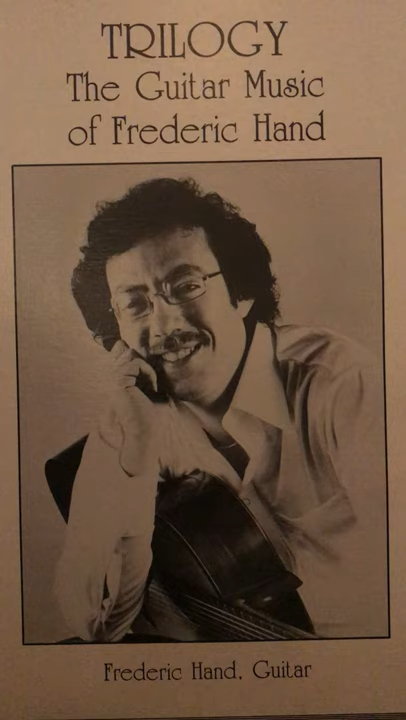 TRILOGY
The Guitar Music
of Frederic Hand
Frederic Hand, Guitar